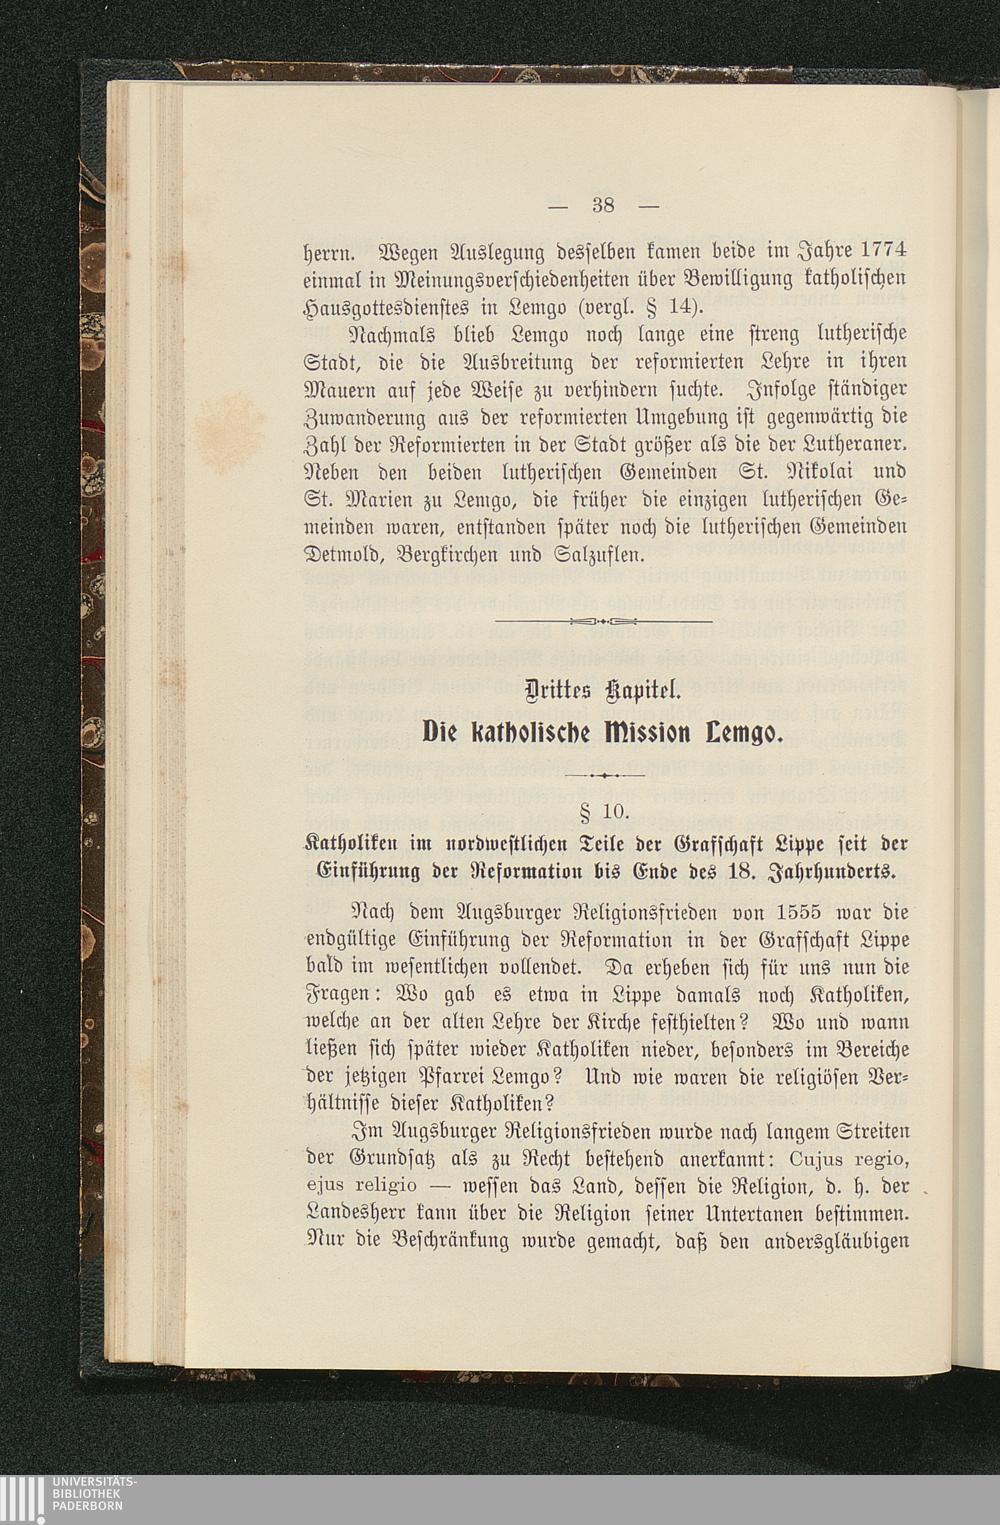 — 38 —
herrn. Wegen Auslegung desselben kamen beide im Jahre 1774
einmal in Meinungsverschiedenheiten über Bewilligung katholischen
Hausgottesdienstes in Lemgo (vergl. § 14).
Nachmals blieb Lemgo noch lange eine streng lutherische
Stadt, die die Ausbreitung der reformierten Lehre in ihren
Mauern auf jede Weise zu verhindern suchte. Infolge ständiger
Zuwanderung aus der reformierten Umgebung ist gegenwärtig die
Zahl der Reformierten in der Stadt größer als die der Lutheraner.
Neben den beiden lutherischen Gemeinden St. Nikolai und
St. Marien zu Lemgo, die früher die einzigen lutherischen Ge-
meinden waren, entstanden später noch die lutherischen Gemeinden
Detmold, Bergkirchen und Salzuflen.
Drittes Kapitel.
Die katholische Mission Lemgo.
§ 10.
Katholiken im nordwestlichen Teile der Grafschaft Lippe seit der
Einführung der Reformation bis Ende des 18. Jahrhunderts.
Nach dem Augsburger Religionsfrieden von 1555 war die
endgültige Einführung der Reformation in der Grafschaft Lippe
bald im wesentlichen vollendet. Da erheben sich für uns nun die
Fragen: Wo gab es etwa in Lippe damals noch Katholiken,
welche an der alten Lehre der Kirche festhielten? Wo und wann
ließen sich später wieder Katholiken nieder, besonders im Bereiche
der jetzigen Pfarrei Lemgo? Und wie waren die religiösen Ver-
hältnisse dieser Katholiken?
Im Augsburger Religionsfrieden wurde nach langem Streiten
der Grundsatz als zu Recht bestehend anerkannt: Cujus regio,
ejus religio — wessen das Land, dessen die Religion, d. h. der
Landesherr kann über die Religion seiner Untertanen bestimmen.
Nur die Beschränkung wurde gemacht, daß den andersgläubigen
UNIVERSITÄTS-
BIBLIOTHEK
PADERBORN